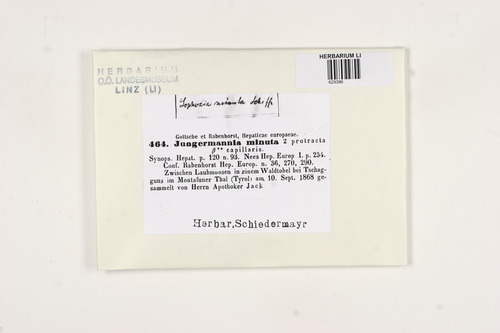 HERBARIUM
O.Ö. LANDESMUSEUM
LINZ (LI)
HERBARIUM LI
Lophozia minuta Schiffn.
Gottsche et Rabenhorst, Hepaticae europaeae.
464. Jungermannia minuta 2 protracta
β** capillaris.
Synops. Hepat. p. 120 n. 93. Nees Hep. Europ I. p. 254.
Conf. Rabenhorst Hep. Europ. n. 36, 270, 290.
Zwischen Laubmoosen in einem Waldtobel bei Tschag-
guns im Montafuner Thal (Tyrol) am 10. Sept. 1868 ge-
sammelt von Herrn Apotheker Jack.
Herbar, Schiedermayr